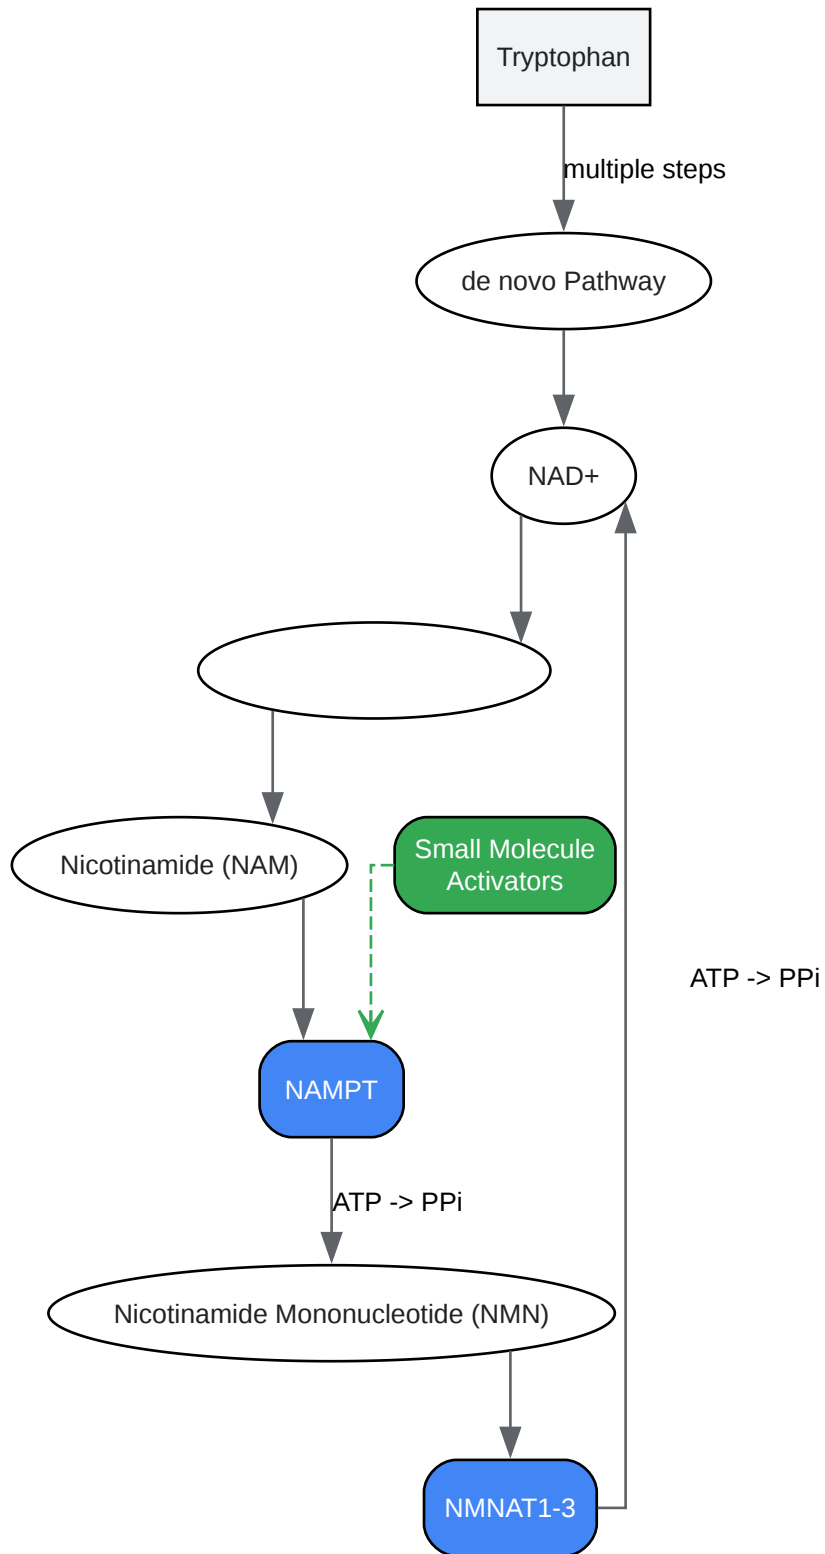 Tryptophan
multiple steps
de novo Pathway
NAD+
Nicotinamide (NAM)
Small Molecule
Activators
ATP -> PPi
NAMPT
ATP -> PPi
Nicotinamide Mononucleotide (NMN)
NMNAT1-3